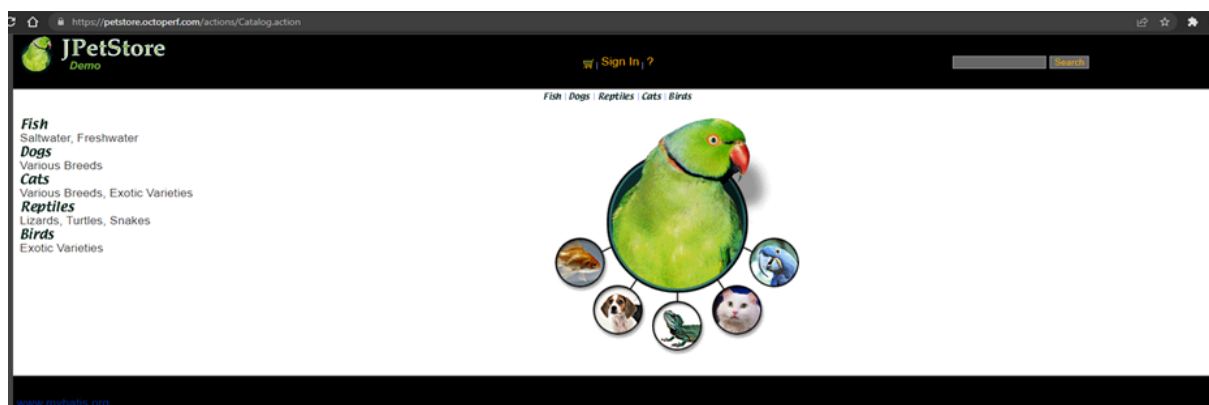 https://petstore.octoperf.com/actions/Catalog.action
JPetStore
Demo
| Sign In | ?
Search
Fish | Dogs | Reptiles | Cats | Birds
Fish
Saltwater, Freshwater
Dogs
Various Breeds
Cats
Various Breeds, Exotic Varieties
Reptiles
Lizards, Turtles, Snakes
Birds
Exotic Varieties
www.mybatis.org